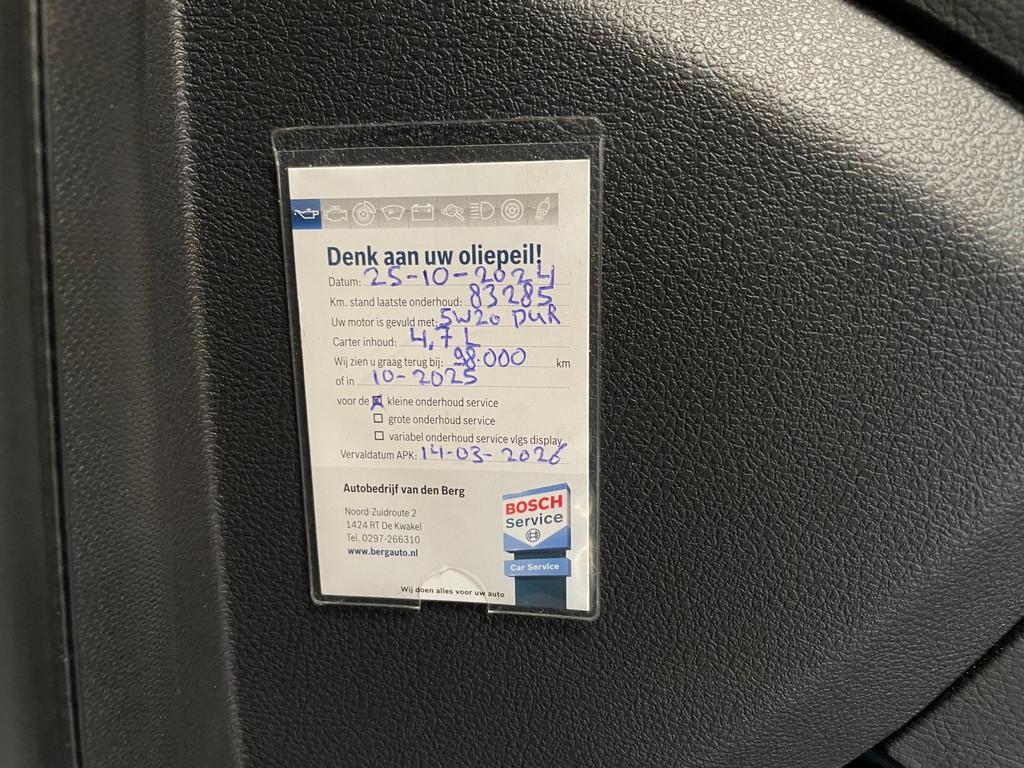 Denk aan uw oliepeil!
Datum: 25-10-2024
Km. stand laatste onderhoud: 83285
Uw motor is gevuld met: 5W20 DUR
Carter inhoud: 4,7 L
Wij zien u graag terug bij: 98.000 km
of in 10-2025
voor de ☒ kleine onderhoud service
☐ grote onderhoud service
☐ variabel onderhoud service vlgs display
Vervaldatum APK: 14-03-2026
Autobedrijf van den Berg
Noord-Zuidroute 2
1424 RT De Kwakel
Tel. 0297-266310
www.bergauto.nl
BOSCH
Service
Car Service
Wij doen alles voor uw auto